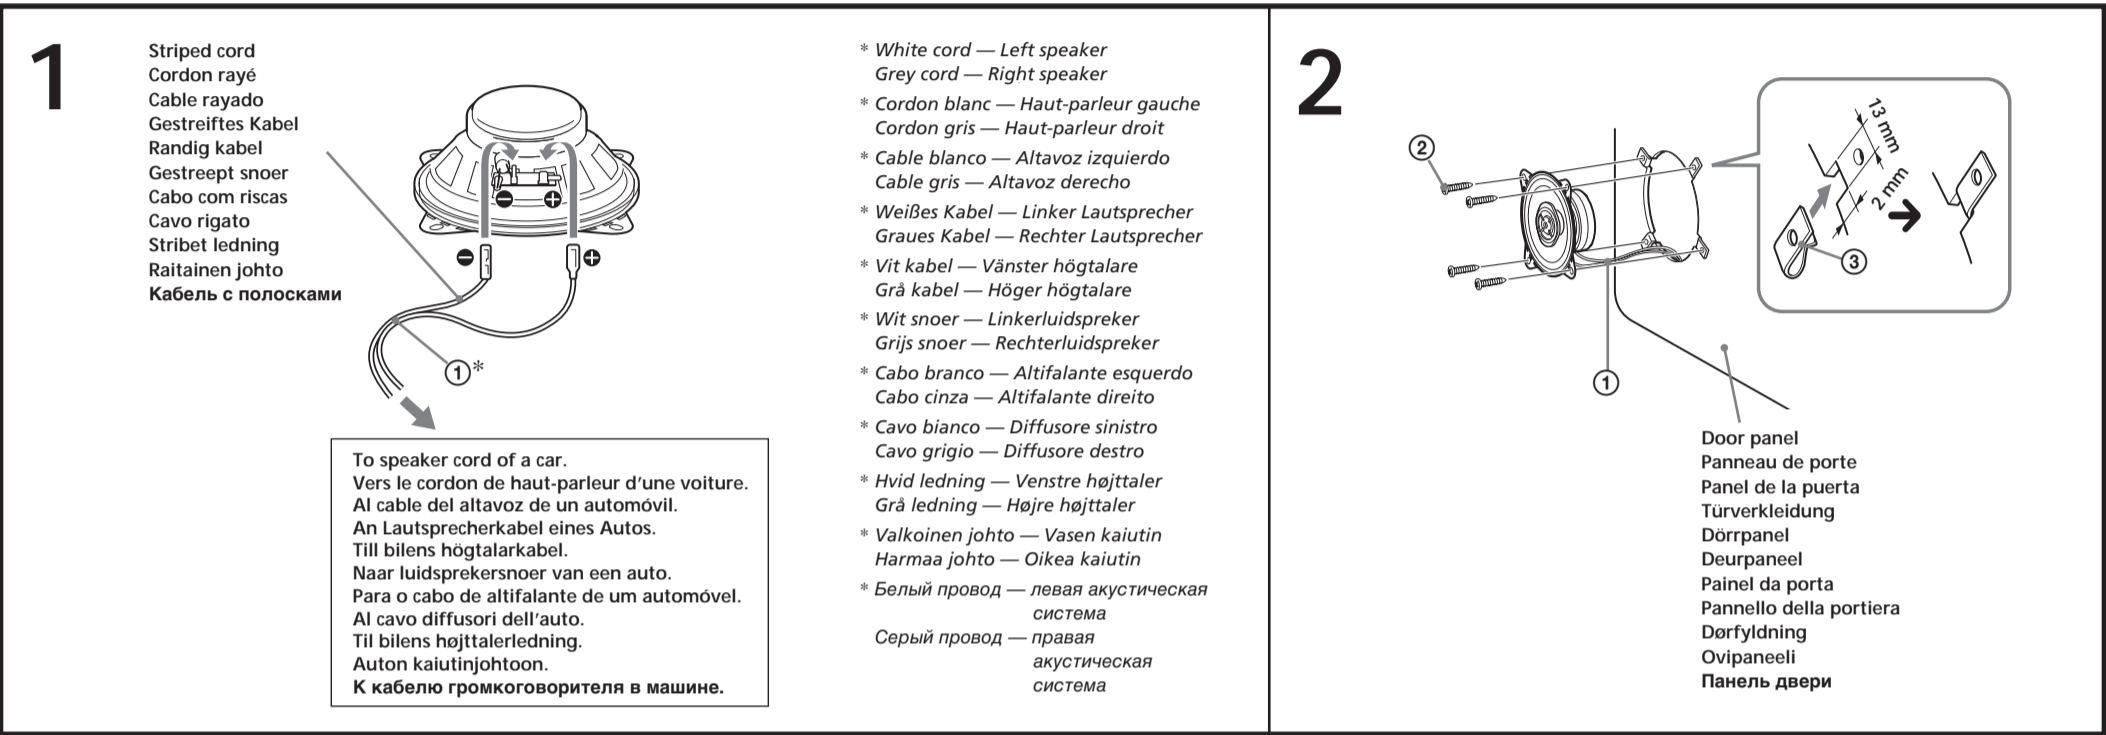 1
Striped cord
Cordon rayé
Cable rayado
Gestreiftes Kabel
Randig kabel
Gestreept snoer
Cabo com riscas
Cavo rigato
Stribet ledning
Raitainen johto
Кабель с полосками
⊖ ⊕
⊖ ⊕
①*
To speaker cord of a car.
Vers le cordon de haut-parleur d'une voiture.
Al cable del altavoz de un automóvil.
An Lautsprecherkabel eines Autos.
Till bilens högtalarkabel.
Naar luidsprekersnoer van een auto.
Para o cabo de altifalante de um automóvel.
Al cavo diffusori dell'auto.
Til bilens højttalerledning.
Auton kaiutinjohtoon.
К кабелю громкоговорителя в машине.
* White cord — Left speaker
Grey cord — Right speaker
* Cordon blanc — Haut-parleur gauche
Cordon gris — Haut-parleur droit
* Cable blanco — Altavoz izquierdo
Cable gris — Altavoz derecho
* Weißes Kabel — Linker Lautsprecher
Graues Kabel — Rechter Lautsprecher
* Vit kabel — Vänster högtalare
Grå kabel — Höger högtalare
* Wit snoer — Linkerluidspreker
Grijs snoer — Rechterluidspreker
* Cabo branco — Altifalante esquerdo
Cabo cinza — Altifalante direito
* Cavo bianco — Diffusore sinistro
Cavo grigio — Diffusore destro
* Hvid ledning — Venstre højttaler
Grå ledning — Højre højttaler
* Valkoinen johto — Vasen kaiutin
Harmaa johto — Oikea kaiutin
* Белый провод — левая акустическая
система
Серый провод — правая
акустическая
система
2
②
13 mm
2 mm
③
①
Door panel
Panneau de porte
Panel de la puerta
Türverkleidung
Dörrpanel
Deurpaneel
Painel da porta
Pannello della portiera
Dørfyldning
Ovipaneeli
Панель двери